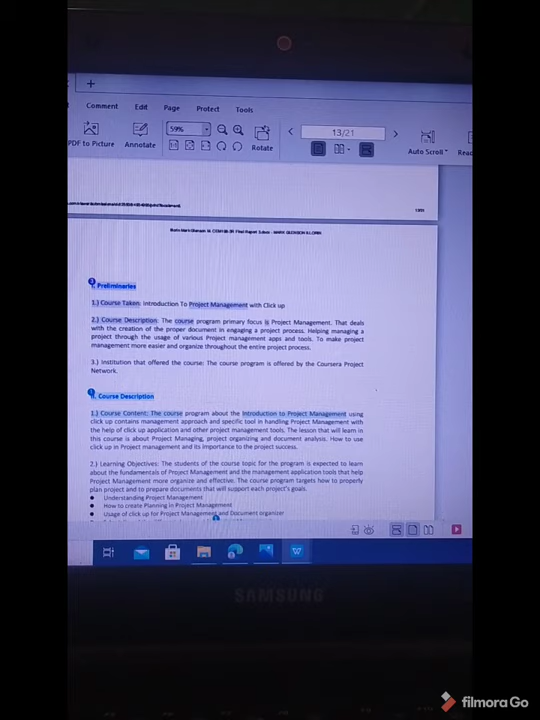 Comment Edit Page Protect Tools
59%
13/21
PDF to Picture Annotate Rotate Auto Scroll
I. Preliminaries
1.) Course Taken: Introduction To Project Management with Click up
2.) Course Description: The course program primary focus is Project Management. That deals
with the creation of the proper document in engaging a project process. Helping managing a
project through the usage of various Project management apps and tools. To make project
management more easier and organize throughout the entire project process.
3.) Institution that offered the course: The course program is offered by the Coursera Project
Network.
II. Course Description
1.) Course Content: The course program about the Introduction to Project Management using
click up contains management approach and specific tool in handling Project Management with
the help of click up application and other project management tools. The lesson that will learn in
this course is about Project Managing, project organizing and document analysis. How to use
click up in Project Management and its importance to the project success.
2.) Learning Objectives: The students of the course topic for the program is expected to learn
about the fundamentals of Project Management and the management application tools that help
Project Management more organize and effective. The course program targets how to properly
plan project and to prepare documents that will support each project's goals.
● Understanding Project Management
● How to create Planning in Project Management
● Usage of click up for Project Management and Document organizer
SAMSUNG
filmoraGo